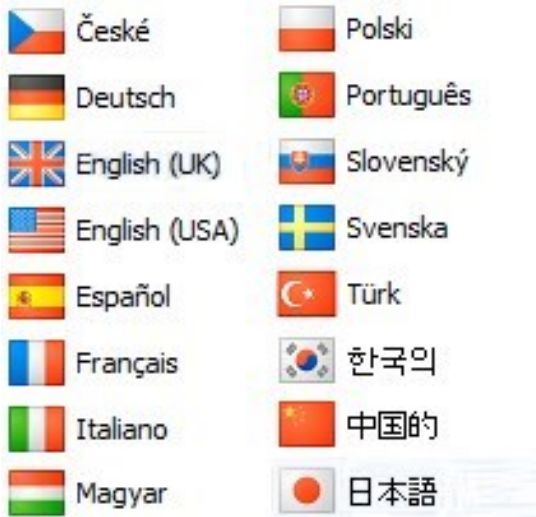 České
Deutsch
English (UK)
English (USA)
Español
Français
Italiano
Magyar
Polski
Português
Slovenský
Svenska
Türk
한국의
中国的
日本語